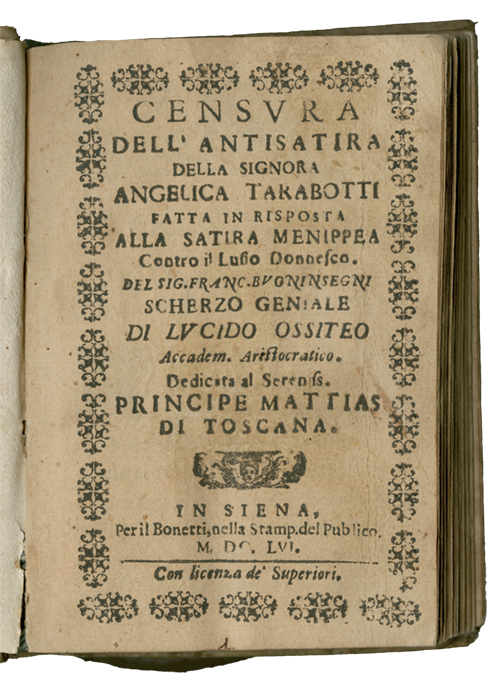 CENSVRA
DELL' ANTISATIRA
DELLA SIGNORA
ANGELICA TARABOTTI
FATTA IN RISPOSTA
ALLA SATIRA MENIPPEA
Contro il Lusso Donnesco.
DEL SIG. FRANC. BVONINSEGNI
SCHERZO GENIALE
DI LVCIDO OSSITEO
Accadem. Aristocratico.
Dedicata al Sereniss.
PRINCIPE MATTIAS
DI TOSCANA.
IN SIENA,
Per il Bonetti, nella Stamp. del Publico.
M. DC. LVI.
Con licenza de' Superiori.